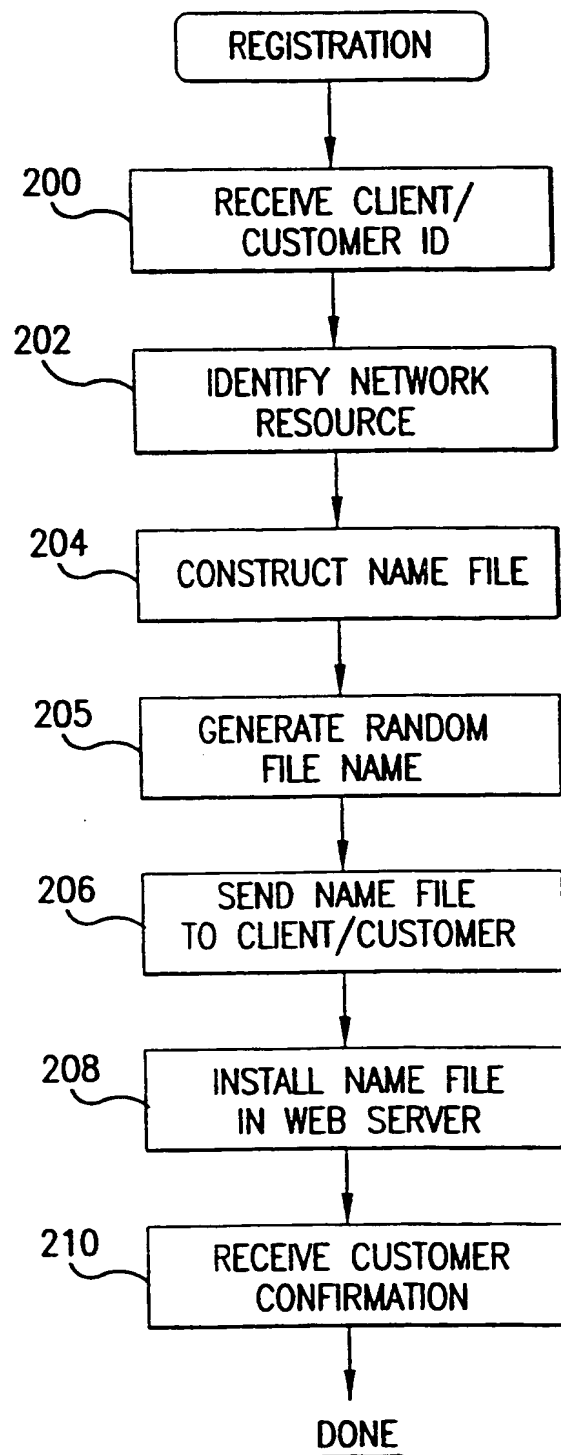 REGISTRATION
200
RECEIVE CLIENT/
CUSTOMER ID
202
IDENTIFY NETWORK
RESOURCE
204
CONSTRUCT NAME FILE
205
GENERATE RANDOM
FILE NAME
206
SEND NAME FILE
TO CLIENT/CUSTOMER
208
INSTALL NAME FILE
IN WEB SERVER
210
RECEIVE CUSTOMER
CONFIRMATION
DONE